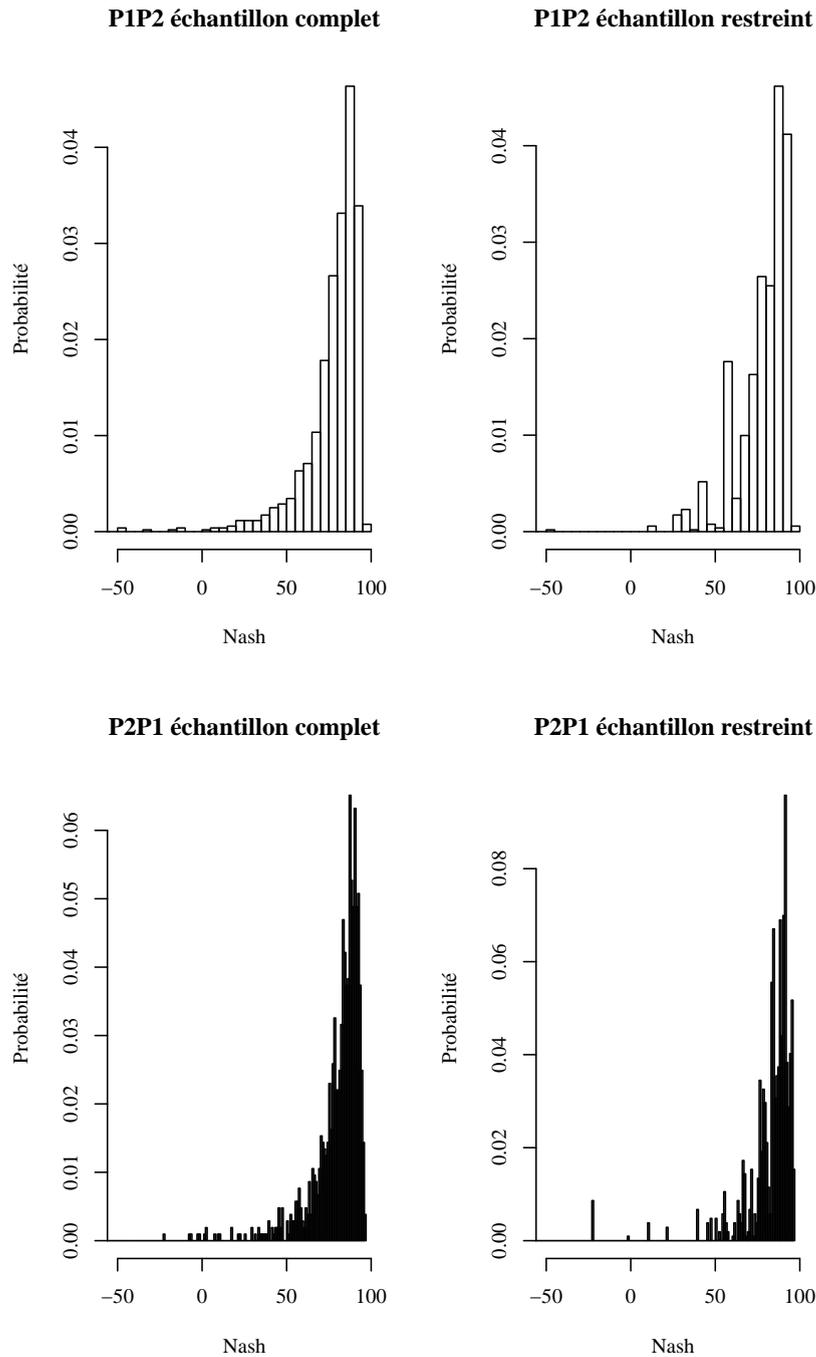 P1P2 échantillon complet
Probabilité
0.00 0.01 0.02 0.03 0.04
−50 0 50 100
Nash
P1P2 échantillon restreint
Probabilité
0.00 0.01 0.02 0.03 0.04
−50 0 50 100
Nash
P2P1 échantillon complet
Probabilité
0.00 0.01 0.02 0.03 0.04 0.05 0.06
−50 0 50 100
Nash
P2P1 échantillon restreint
Probabilité
0.00 0.02 0.04 0.06 0.08
−50 0 50 100
Nash